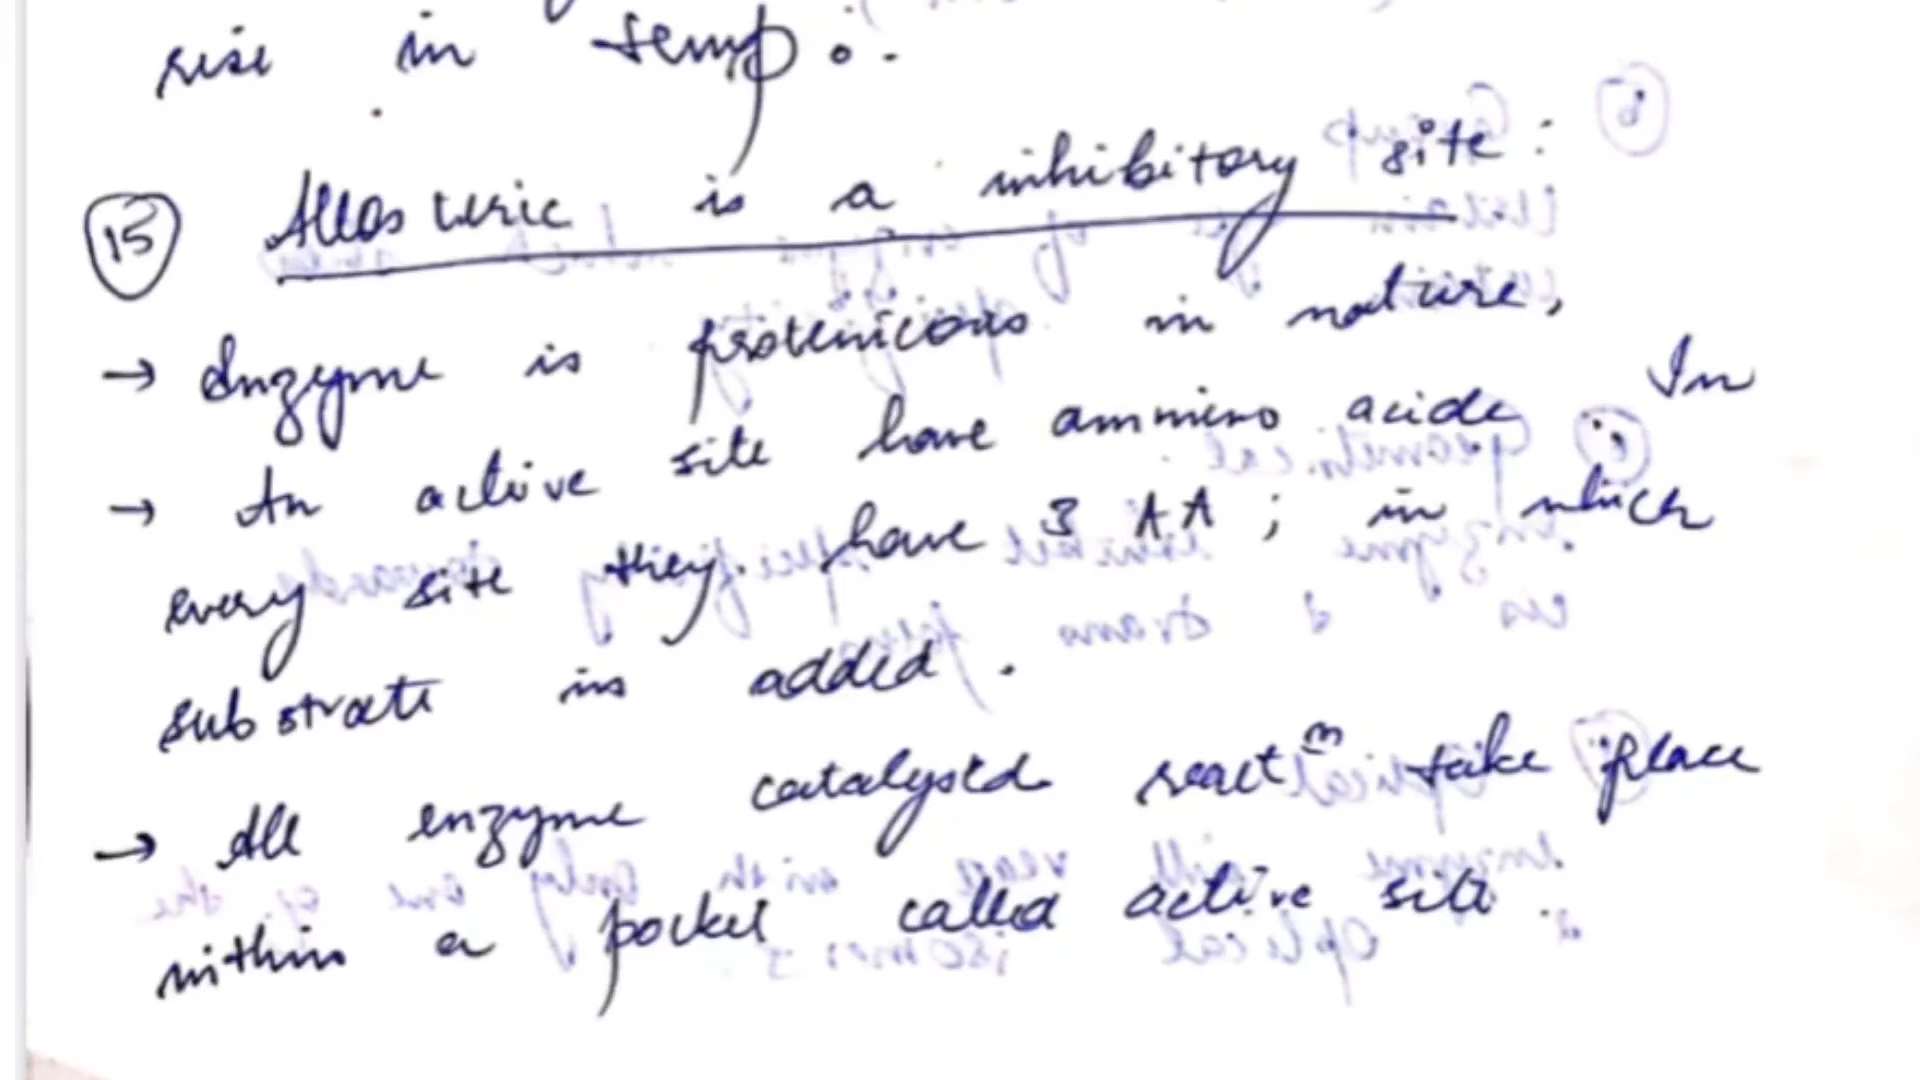 rise in temp.
15 Allosteric is a inhibitory site :
→ Enzyme is protenicous in nature,
→ An active site have ammino acids In
every site they have 3 AA ; in which
substrate is added .
→ All enzyme catalysed reactn take place
within a pocket called active site .